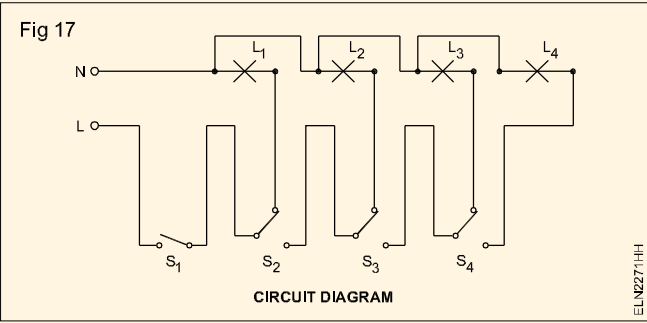 Fig 17
L1 L2 L3 L4
N
L
S1 S2 S3 S4
CIRCUIT DIAGRAM
ELN2271HH